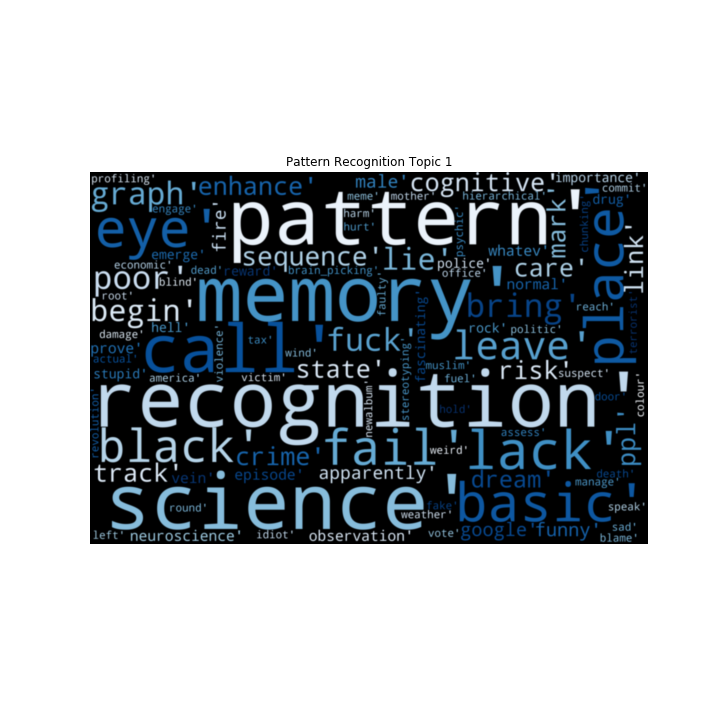 Pattern Recognition Topic 1
profiling' male' cognitive' importance'
graph' enhance' meme' mother' hierarchical' commit'
engage' pattern' drug'
eye' fire' harm' mark'
hurt' psychic' chunking' place' link'
emerge' sequence' lie' whatev'
economic' dead' reward' brain_picking' police' care'
poor' blind' faulty' office' normal'
root' memory' bring' reach'
begin' terrorist'
damage' hell' call' tax' fuck' rock' politic'
prove' wind' fascinating' leave'
actual' violence' state' muslim' risk'
stupid' america' victim' stereotyping' fuel' suspect'
recognition' door' colour'
revolution' newalbum' hold'
black' crime' fail' weird' assess' lack' ppl'
track' vein' episode' apparently' dream' death'
manage'
science' round' fake' basic' speak'
weather'
left' neuroscience' idiot' observation' vote' google' funny' sad'
blame'